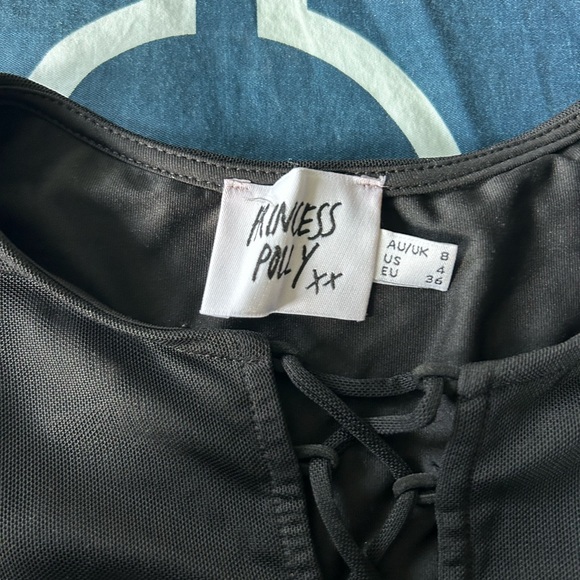 PRINCESS
POLLY
xx
AU/UK 8
US 4
EU 36